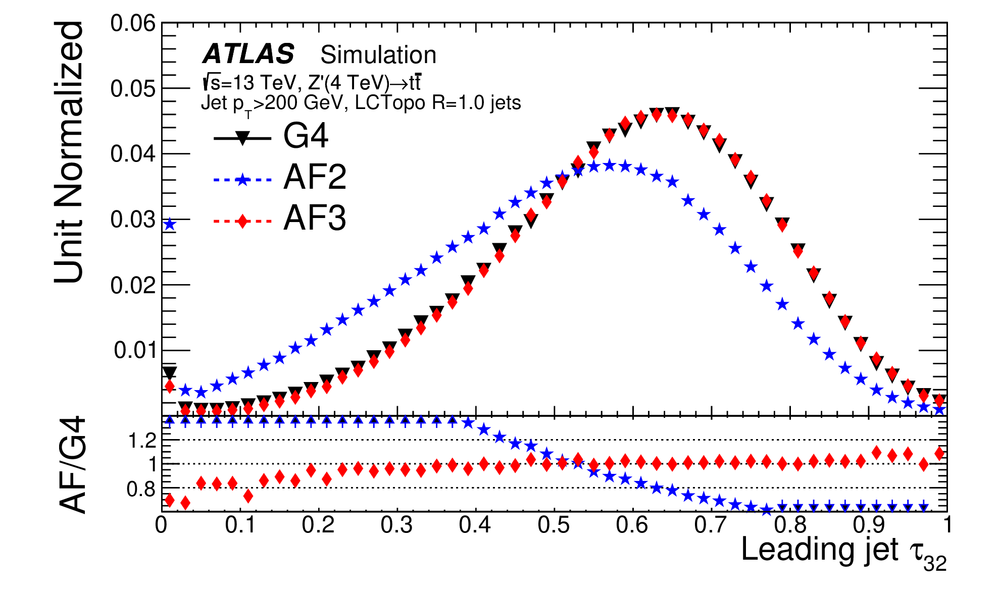 Unit Normalized
0.06
0.05
0.04
0.03
0.02
0.01
ATLAS Simulation
√s=13 TeV, Z'(4 TeV)→tt̄
Jet pT>200 GeV, LCTopo R=1.0 jets
G4
AF2
AF3
AF/G4
1.2
1
0.8
0 0.1 0.2 0.3 0.4 0.5 0.6 0.7 0.8 0.9 1
Leading jet τ32